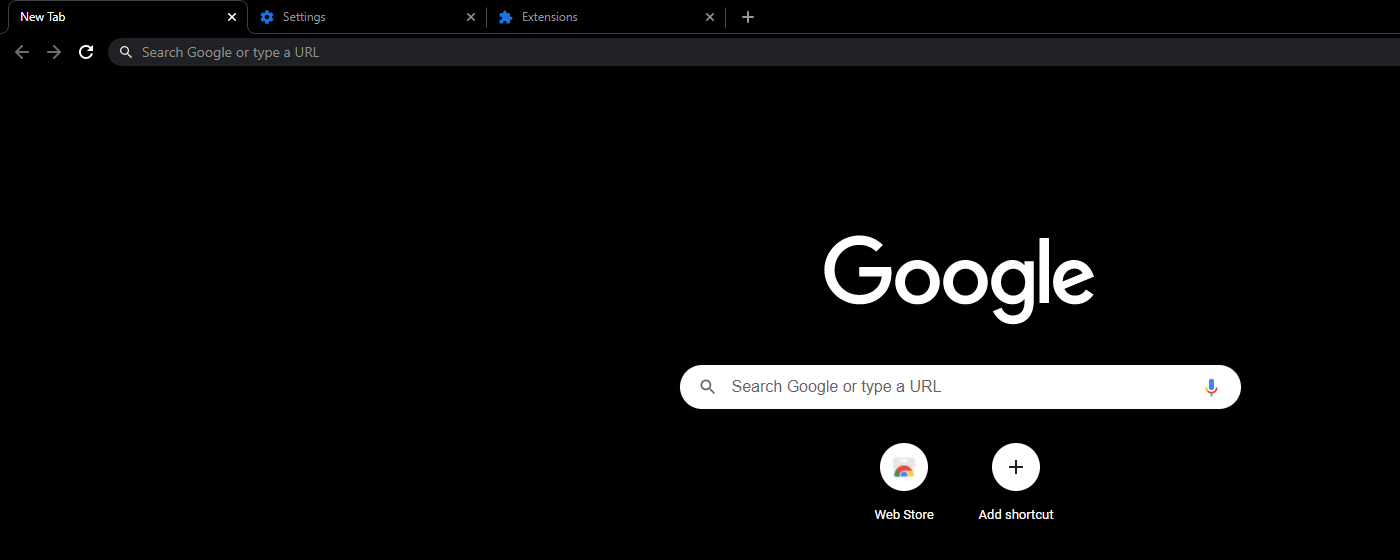 New Tab
Settings
Extensions
Search Google or type a URL
Google
Search Google or type a URL
Web Store
Add shortcut